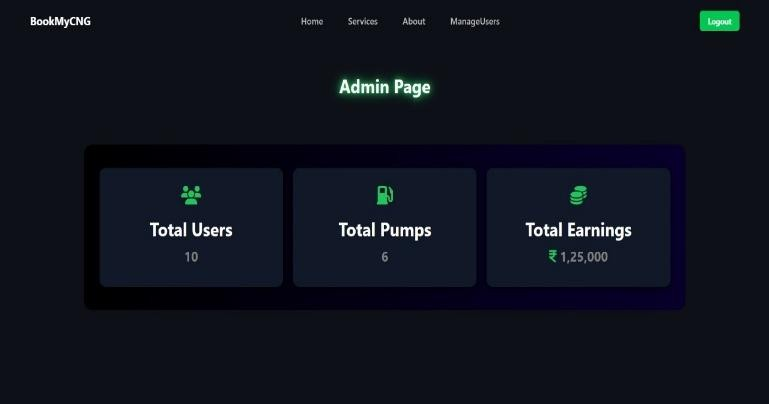 BookMyCNG Home Services About ManageUsers Logout
Admin Page
Total Users Total Pumps Total Earnings
10 6 ₹ 1,25,000